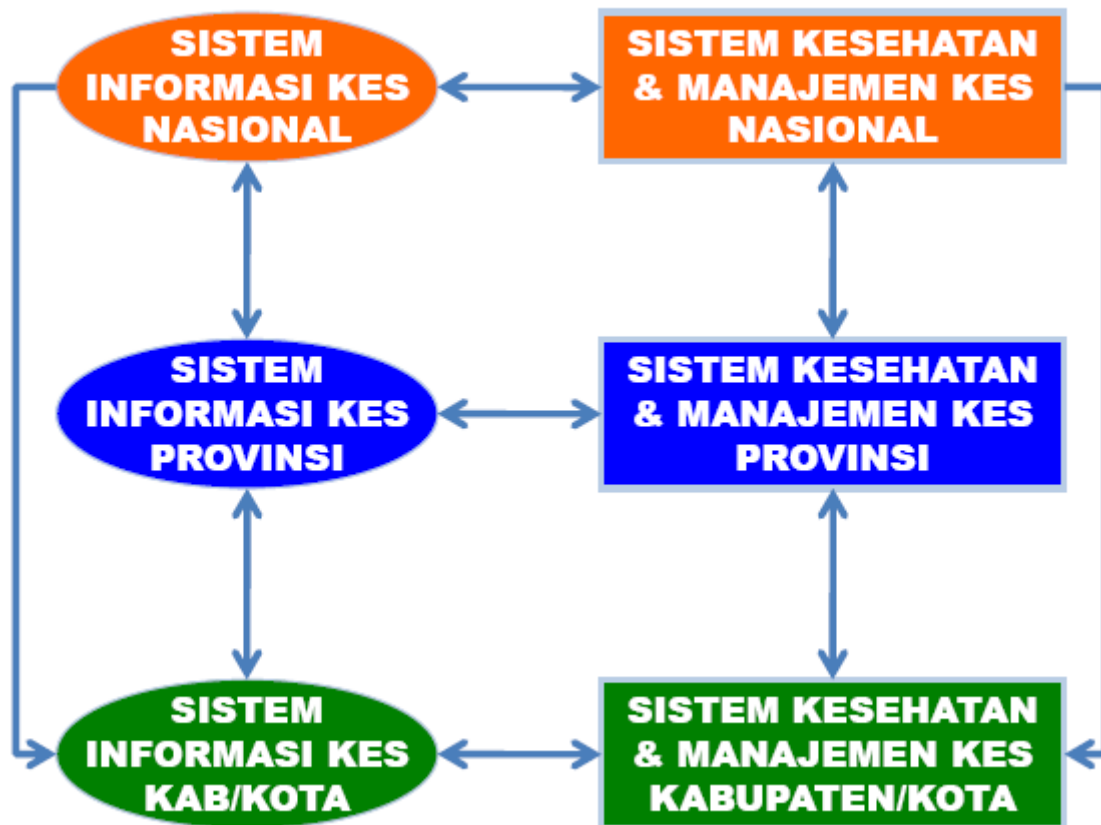 SISTEM
INFORMASI KES
NASIONAL
SISTEM KESEHATAN
& MANAJEMEN KES
NASIONAL
SISTEM
INFORMASI KES
PROVINSI
SISTEM KESEHATAN
& MANAJEMEN KES
PROVINSI
SISTEM
INFORMASI KES
KAB/KOTA
SISTEM KESEHATAN
& MANAJEMEN KES
KABUPATEN/KOTA